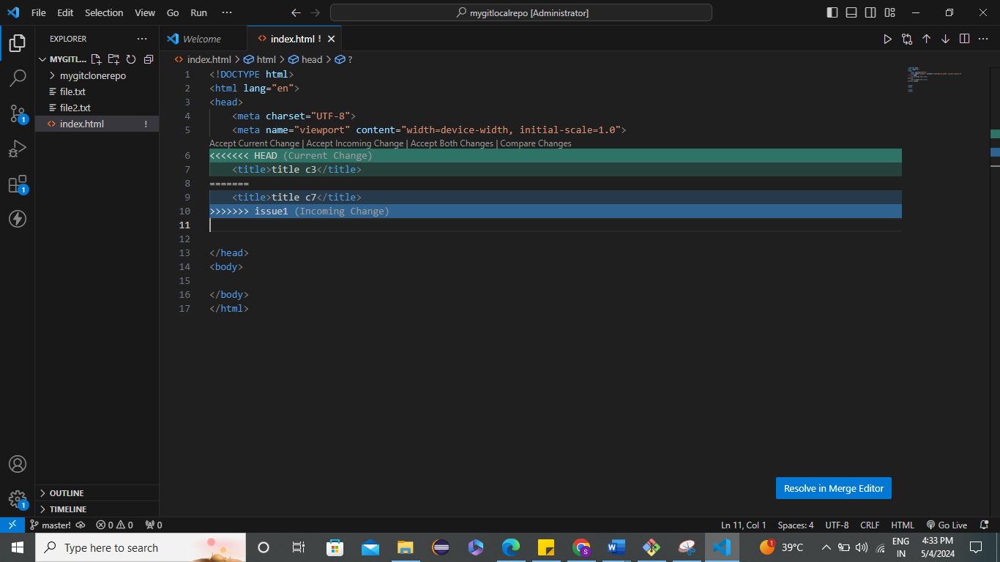 File Edit Selection View Go Run ··· mygitlocalrepo [Administrator]
EXPLORER ···
Welcome index.html !
MYGITL...
index.html > html > head > ?
mygitclonerepo
file.txt
file2.txt
index.html !
1 <!DOCTYPE html>
2 <html lang="en">
3 <head>
4 <meta charset="UTF-8">
5 <meta name="viewport" content="width=device-width, initial-scale=1.0">
Accept Current Change | Accept Incoming Change | Accept Both Changes | Compare Changes
6 <<<<<<< HEAD (Current Change)
7 <title>title c3</title>
8 =======
9 <title>title c7</title>
10 >>>>>>> issue1 (Incoming Change)
11
12
13 </head>
14 <body>
15
16 </body>
17 </html>
1
1
1
Resolve in Merge Editor
OUTLINE
TIMELINE
master! 0 0 0 Ln 11, Col 1 Spaces: 4 UTF-8 CRLF HTML Go Live
Type here to search
1 39°C
ENG
IN
4:33 PM
5/4/2024